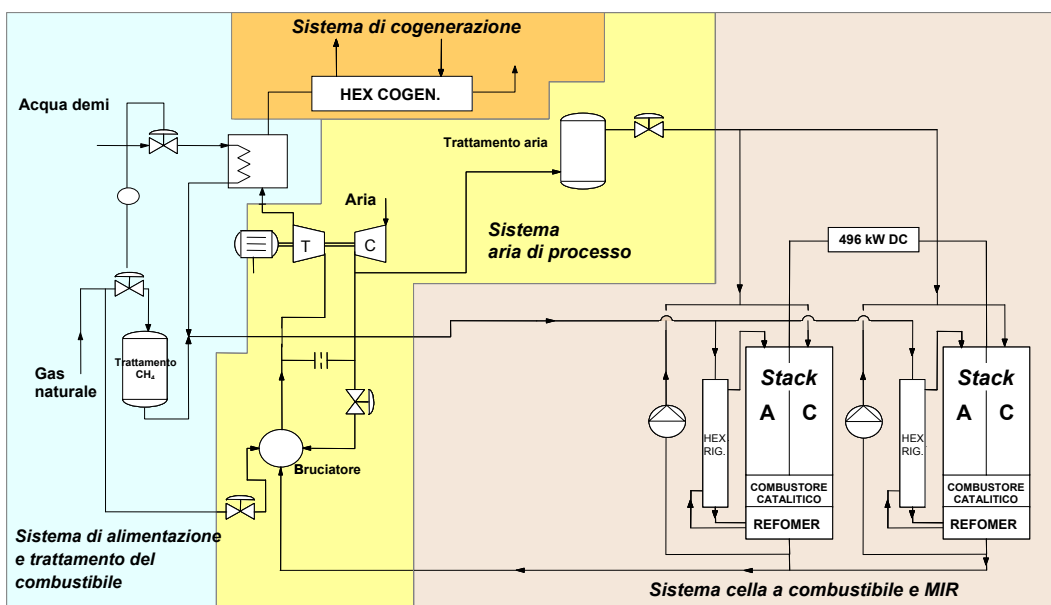 Sistema di cogenerazione
HEX COGEN.
Acqua demi
Trattamento aria
Aria
Sistema
aria di processo
T
C
496 kW DC
Trattamento
CH₄
Gas
naturale
Stack
A C
HEX
RIG.
COMBUSTORE
CATALITICO
REFOMER
Stack
A C
HEX
RIG.
COMBUSTORE
CATALITICO
REFOMER
Bruciatore
Sistema di alimentazione
e trattamento del
combustibile
Sistema cella a combustibile e MIR